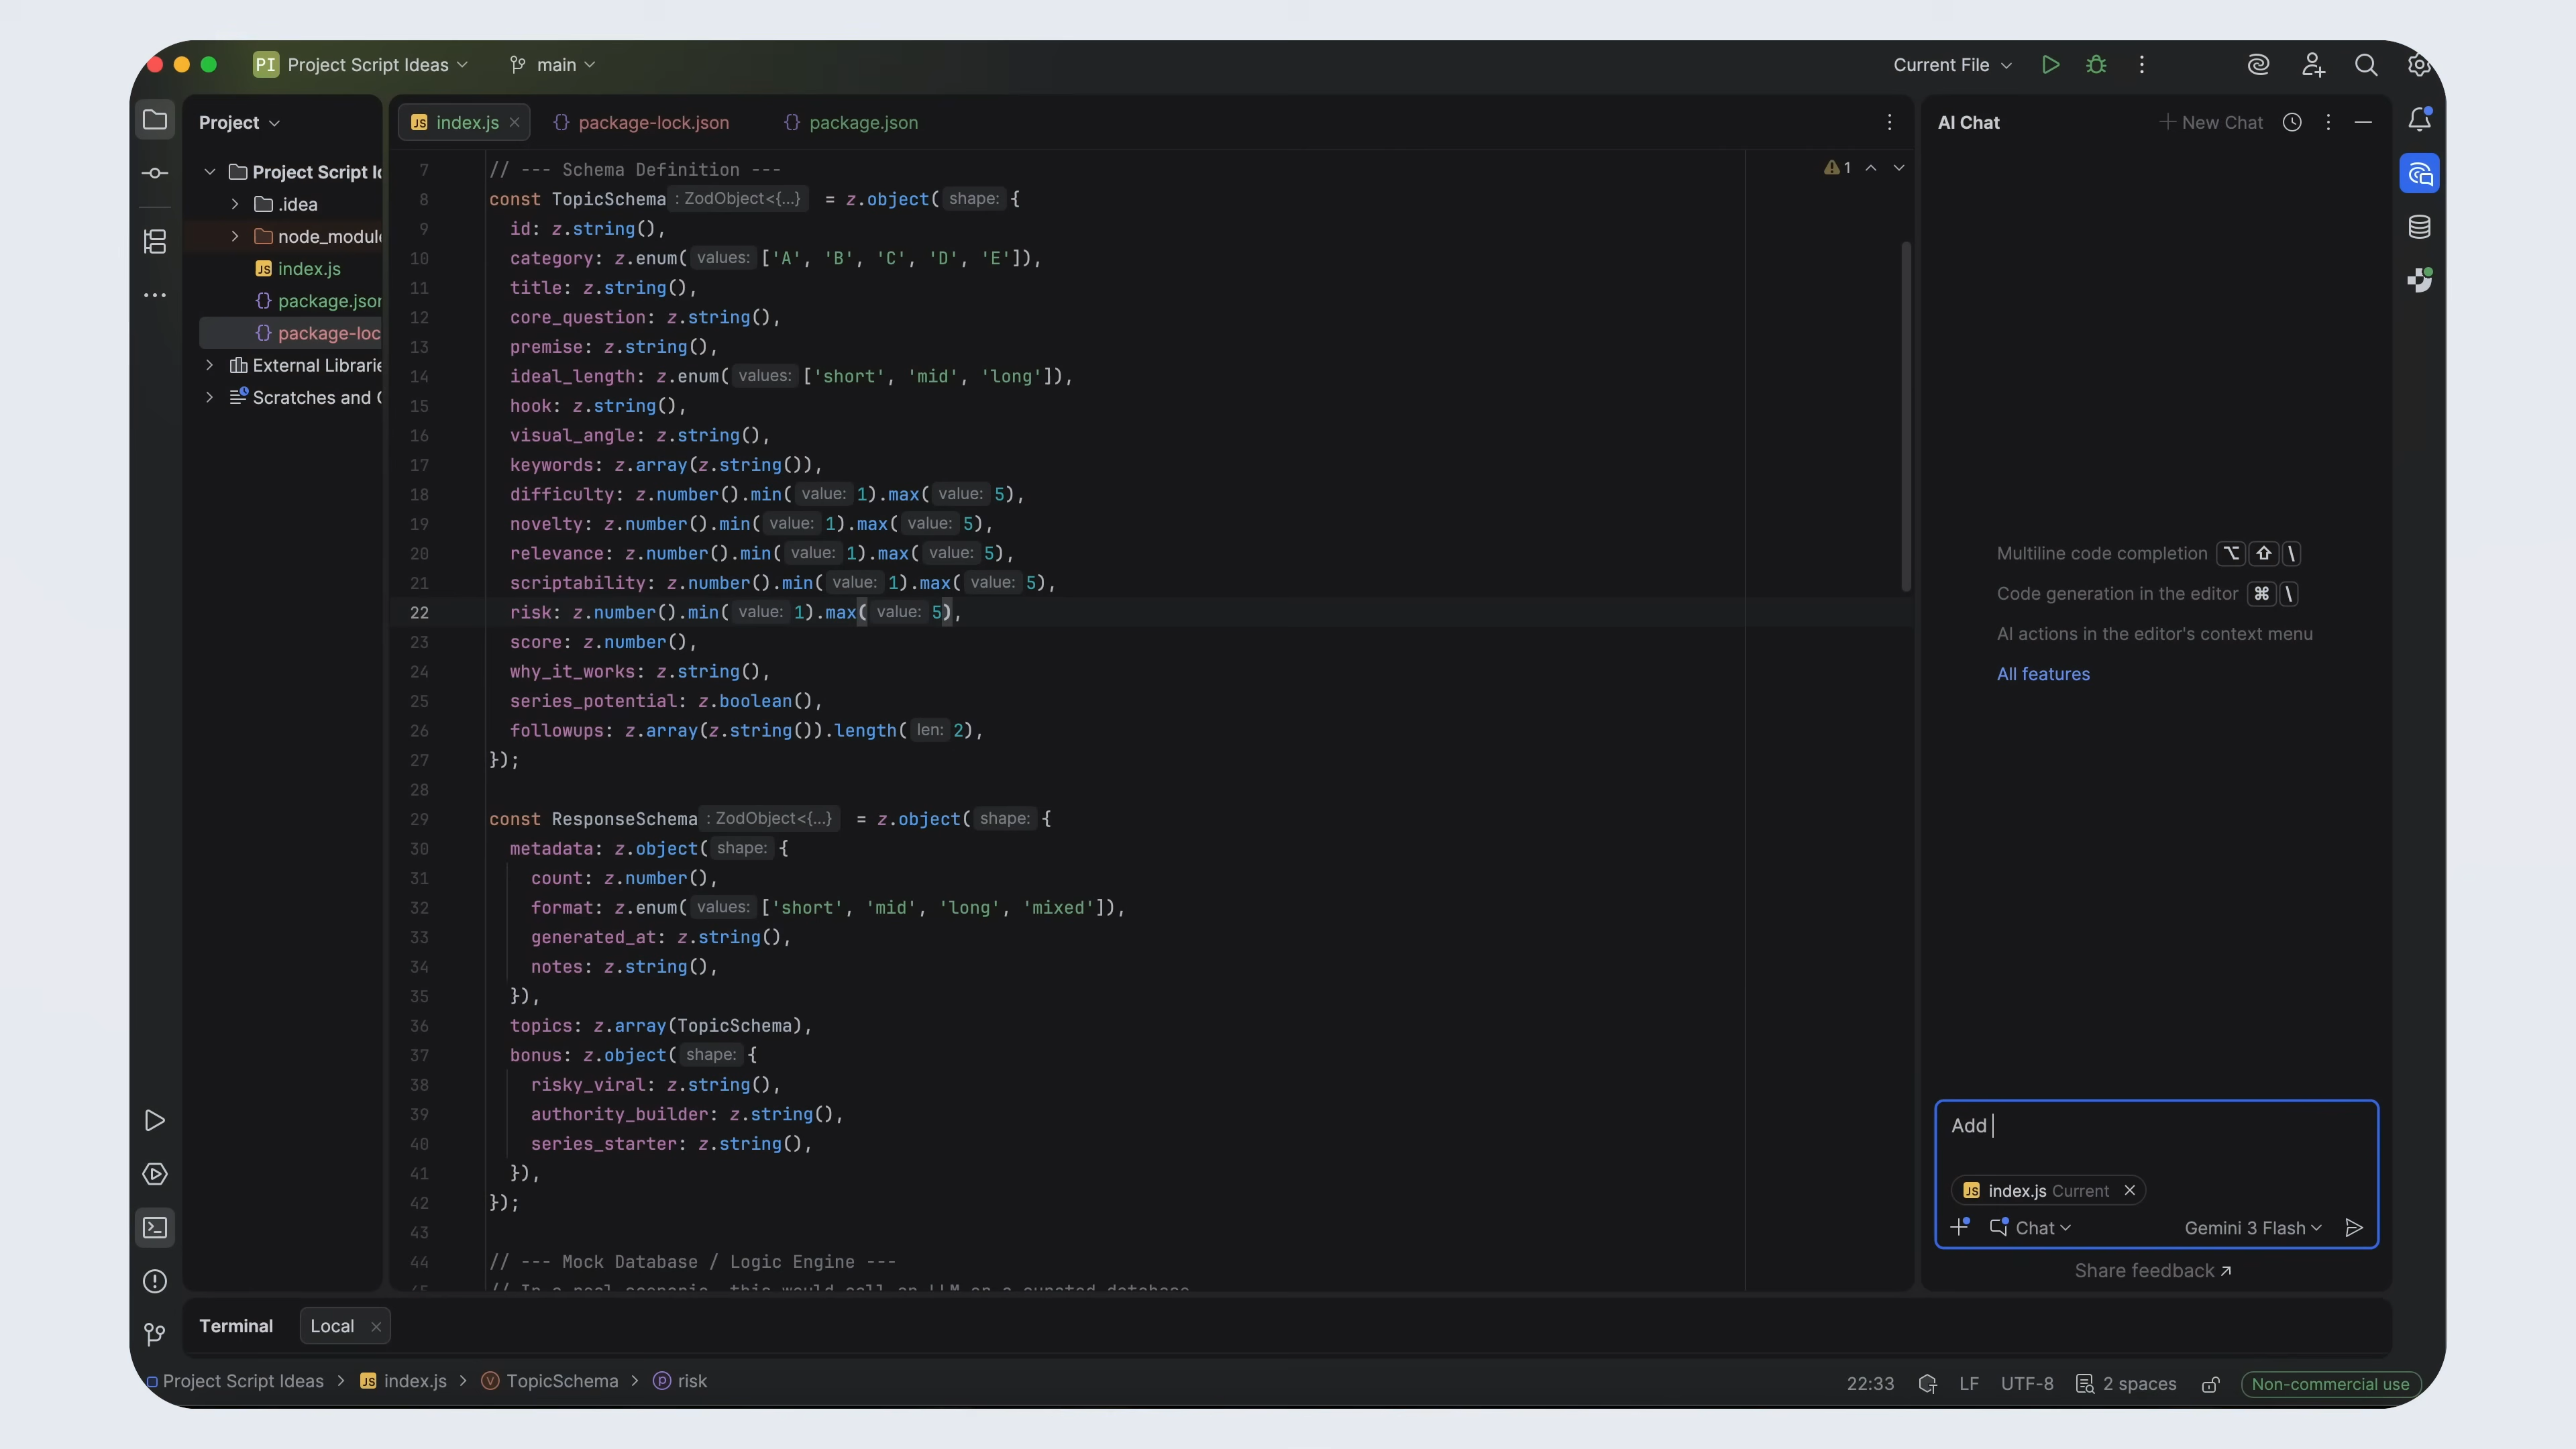 PI Project Script Ideas main Current File
Project
Project Script I
.idea
node_modul
index.js
package.jso
package-loc
External Librari
Scratches and
index.js package-lock.json package.json
1
7 // --- Schema Definition ---
8 const TopicSchema : ZodObject<{...} = z.object( shape: {
9 id: z.string(),
10 category: z.enum( values: ['A', 'B', 'C', 'D', 'E']),
11 title: z.string(),
12 core_question: z.string(),
13 premise: z.string(),
14 ideal_length: z.enum( values: ['short', 'mid', 'long']),
15 hook: z.string(),
16 visual_angle: z.string(),
17 keywords: z.array(z.string()),
18 difficulty: z.number().min( value: 1).max( value: 5),
19 novelty: z.number().min( value: 1).max( value: 5),
20 relevance: z.number().min( value: 1).max( value: 5),
21 scriptability: z.number().min( value: 1).max( value: 5),
22 risk: z.number().min( value: 1).max( value: 5),
23 score: z.number(),
24 why_it_works: z.string(),
25 series_potential: z.boolean(),
26 followups: z.array(z.string()).length( len: 2),
27 });
28
29 const ResponseSchema : ZodObject<{...} = z.object( shape: {
30 metadata: z.object( shape: {
31 count: z.number(),
32 format: z.enum( values: ['short', 'mid', 'long', 'mixed']),
33 generated_at: z.string(),
34 notes: z.string(),
35 }),
36 topics: z.array(TopicSchema),
37 bonus: z.object( shape: {
38 risky_viral: z.string(),
39 authority_builder: z.string(),
40 series_starter: z.string(),
41 }),
42 });
43
44 // --- Mock Database / Logic Engine ---
AI Chat + New Chat
Multiline code completion ⌥ ⇧ \
Code generation in the editor ⌘ \
AI actions in the editor's context menu
All features
Add
index.js Current
Chat Gemini 3 Flash
Share feedback ↗
Terminal Local
Project Script Ideas > index.js > TopicSchema > risk 22:33 LF UTF-8 2 spaces Non-commercial use